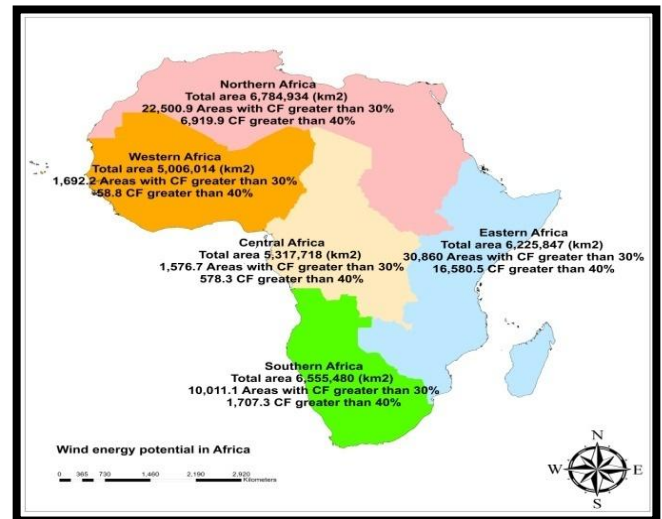 Northern Africa
Total area 6,784,934 (km2)
22,500.9 Areas with CF greater than 30%
6,919.9 CF greater than 40%
Western Africa
Total area 5,006,014 (km2)
1,692.2 Areas with CF greater than 30%
58.8 CF greater than 40%
Eastern Africa
Total area 6,225,847 (km2)
30,860 Areas with CF greater than 30%
16,580.5 CF greater than 40%
Central Africa
Total area 5,317,718 (km2)
1,576.7 Areas with CF greater than 30%
578.3 CF greater than 40%
Southern Africa
Total area 6,555,480 (km2)
10,011.1 Areas with CF greater than 30%
1,707.3 CF greater than 40%
Wind energy potential in Africa
0 365 730 1,460 2,190 2,920
Kilometers
N
W E
S